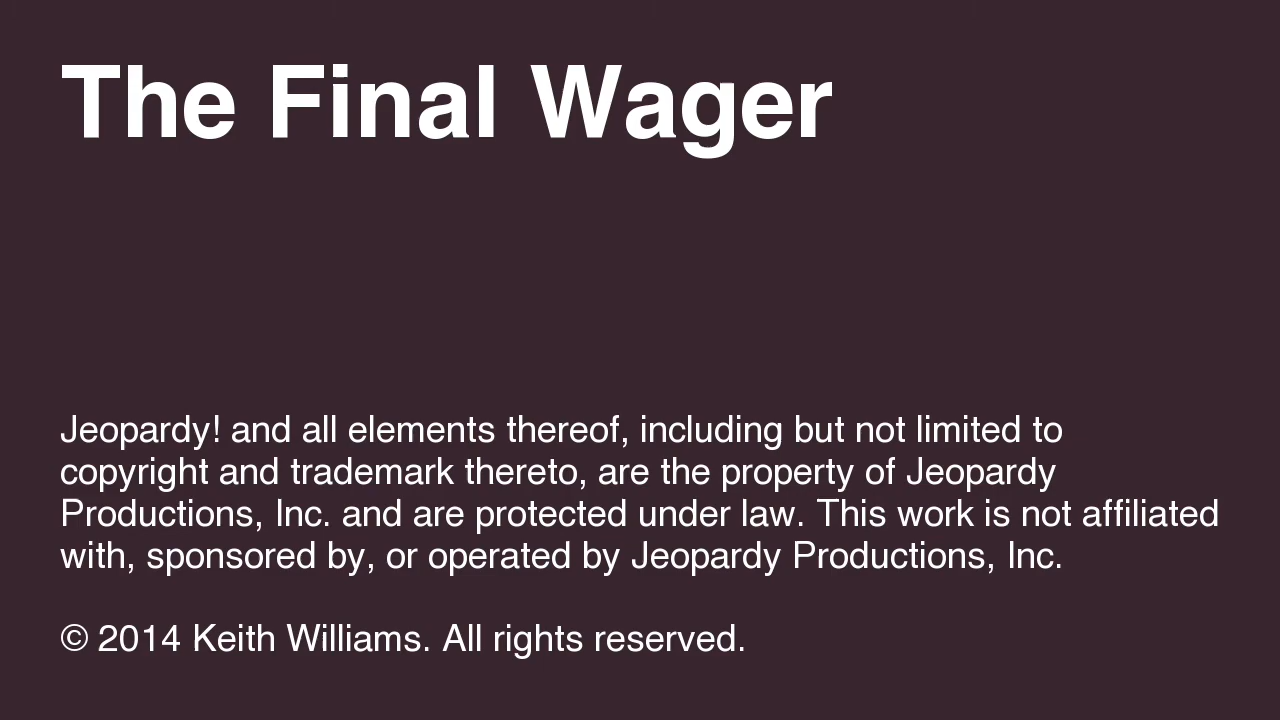 The Final Wager
Jeopardy! and all elements thereof, including but not limited to
copyright and trademark thereto, are the property of Jeopardy
Productions, Inc. and are protected under law. This work is not affiliated
with, sponsored by, or operated by Jeopardy Productions, Inc.
© 2014 Keith Williams. All rights reserved.